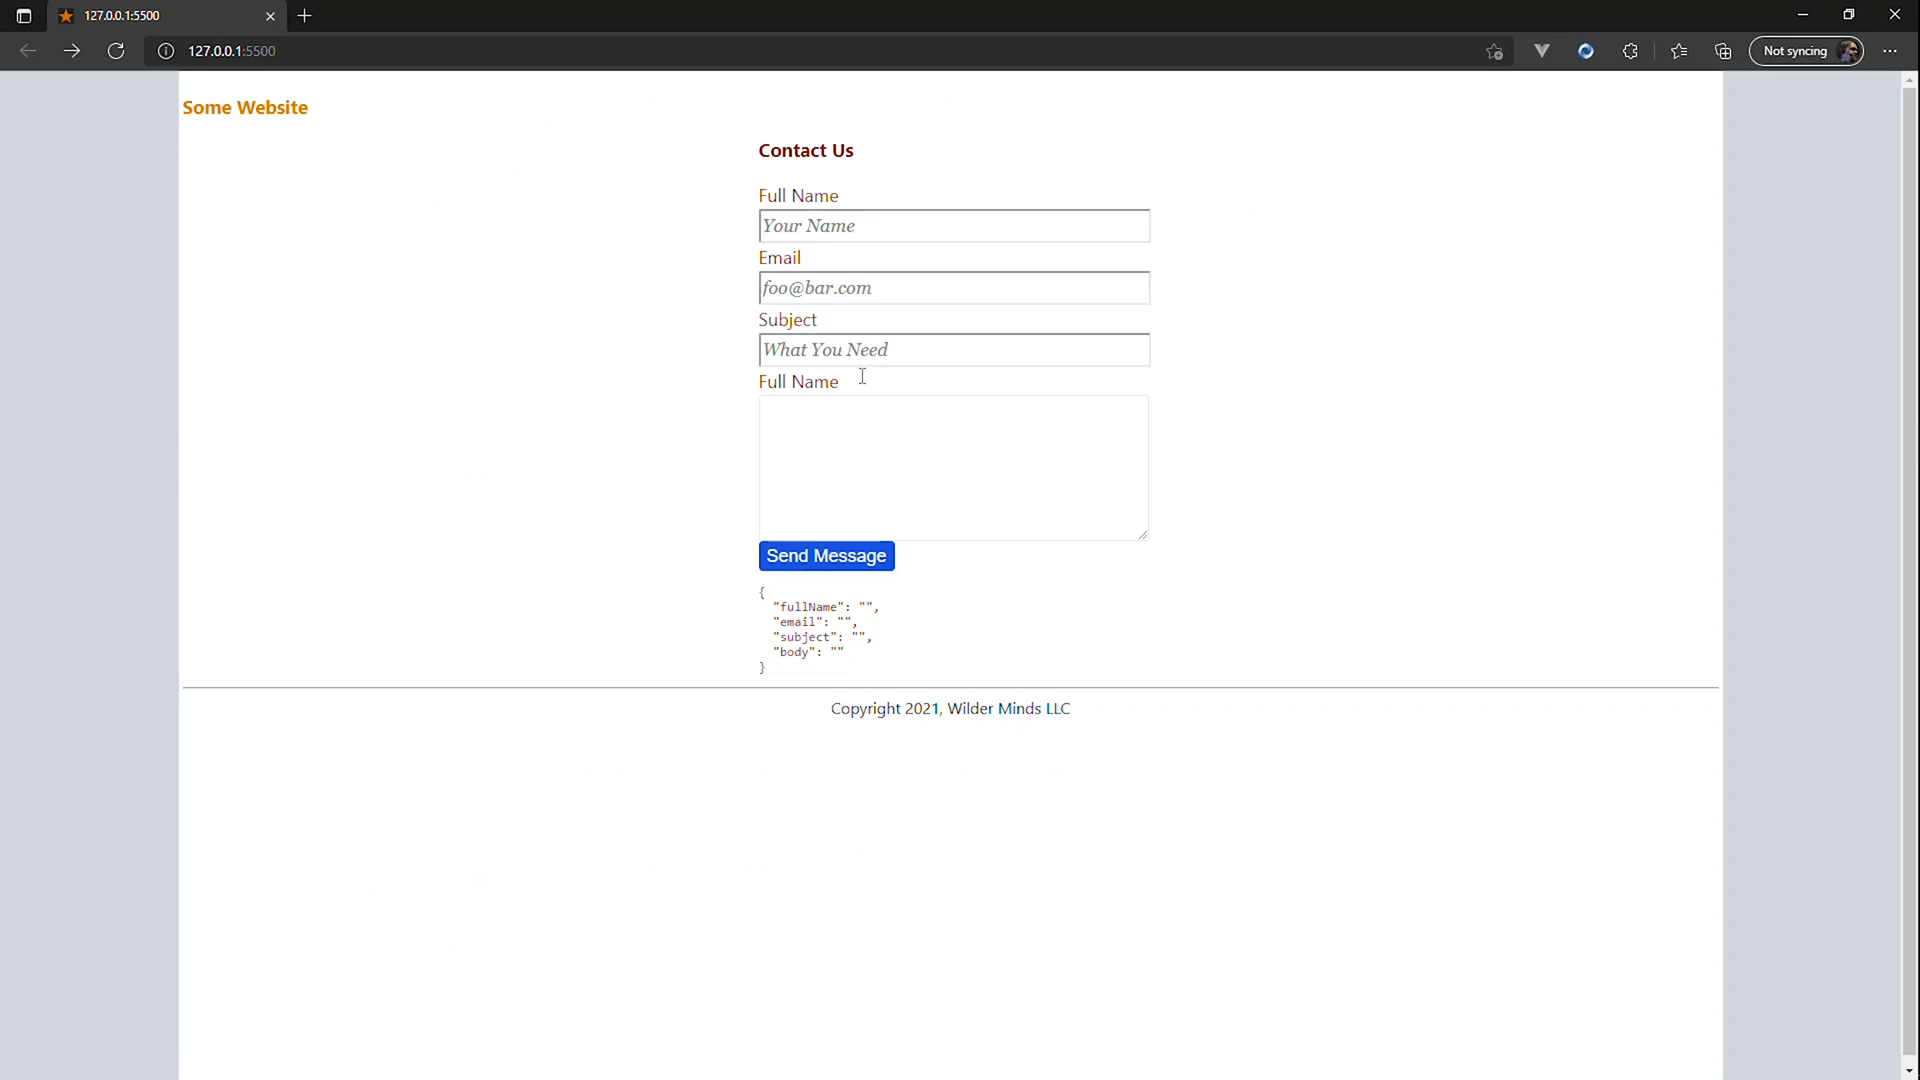 127.0.0.1:5500
127.0.0.1:5500
Not syncing
Some Website
Contact Us
Full Name
Your Name
Email
foo@bar.com
Subject
What You Need
Full Name
Send Message
{
"fullName": "",
"email": "",
"subject": "",
"body": ""
}
Copyright 2021, Wilder Minds LLC